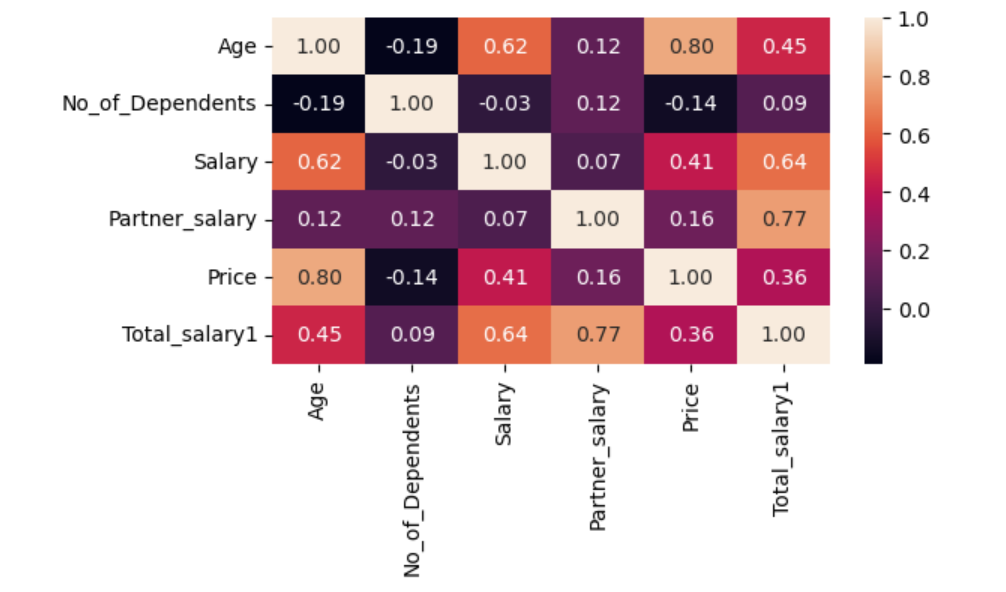 Age 1.00 -0.19 0.62 0.12 0.80 0.45
No_of_Dependents -0.19 1.00 -0.03 0.12 -0.14 0.09
Salary 0.62 -0.03 1.00 0.07 0.41 0.64
Partner_salary 0.12 0.12 0.07 1.00 0.16 0.77
Price 0.80 -0.14 0.41 0.16 1.00 0.36
Total_salary1 0.45 0.09 0.64 0.77 0.36 1.00
Age
No_of_Dependents
Salary
Partner_salary
Price
Total_salary1
1.0
0.8
0.6
0.4
0.2
0.0